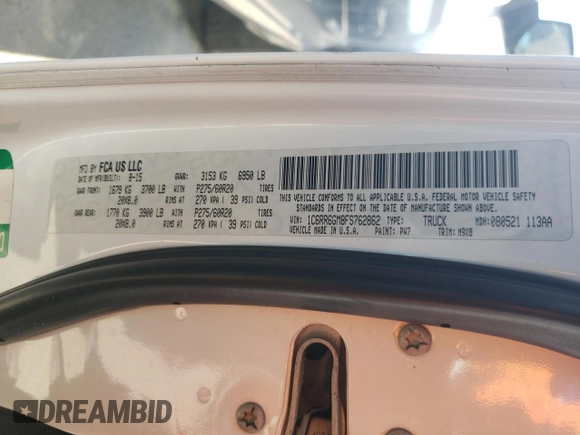 MFD BY FCA US LLC
DATE OF MFR(BUILT): 8-15 GVWR: 3153 KG 6950 LB
GAWR FRONT: 1679 KG 3700 LB WITH P275/60R20 TIRES
20X8.0 RIMS AT 270 KPA ( 39 PSI) COLD
GAWR REAR: 1770 KG 3900 LB WITH P275/60R20 TIRES
20X8.0 RIMS AT 270 KPA ( 39 PSI) COLD
THIS VEHICLE CONFORMS TO ALL APPLICABLE U.S.A. FEDERAL MOTOR VEHICLE SAFETY
STANDARDS IN EFFECT ON THE DATE OF MANUFACTURE SHOWN ABOVE.
VIN: 1C6RR6GM8FS762862 TYPE: TRUCK MDH: 080521 113AA
VEHICLE MADE IN U.S.A. PAINT: PW7 TRIM: M9X8
DREAMBID